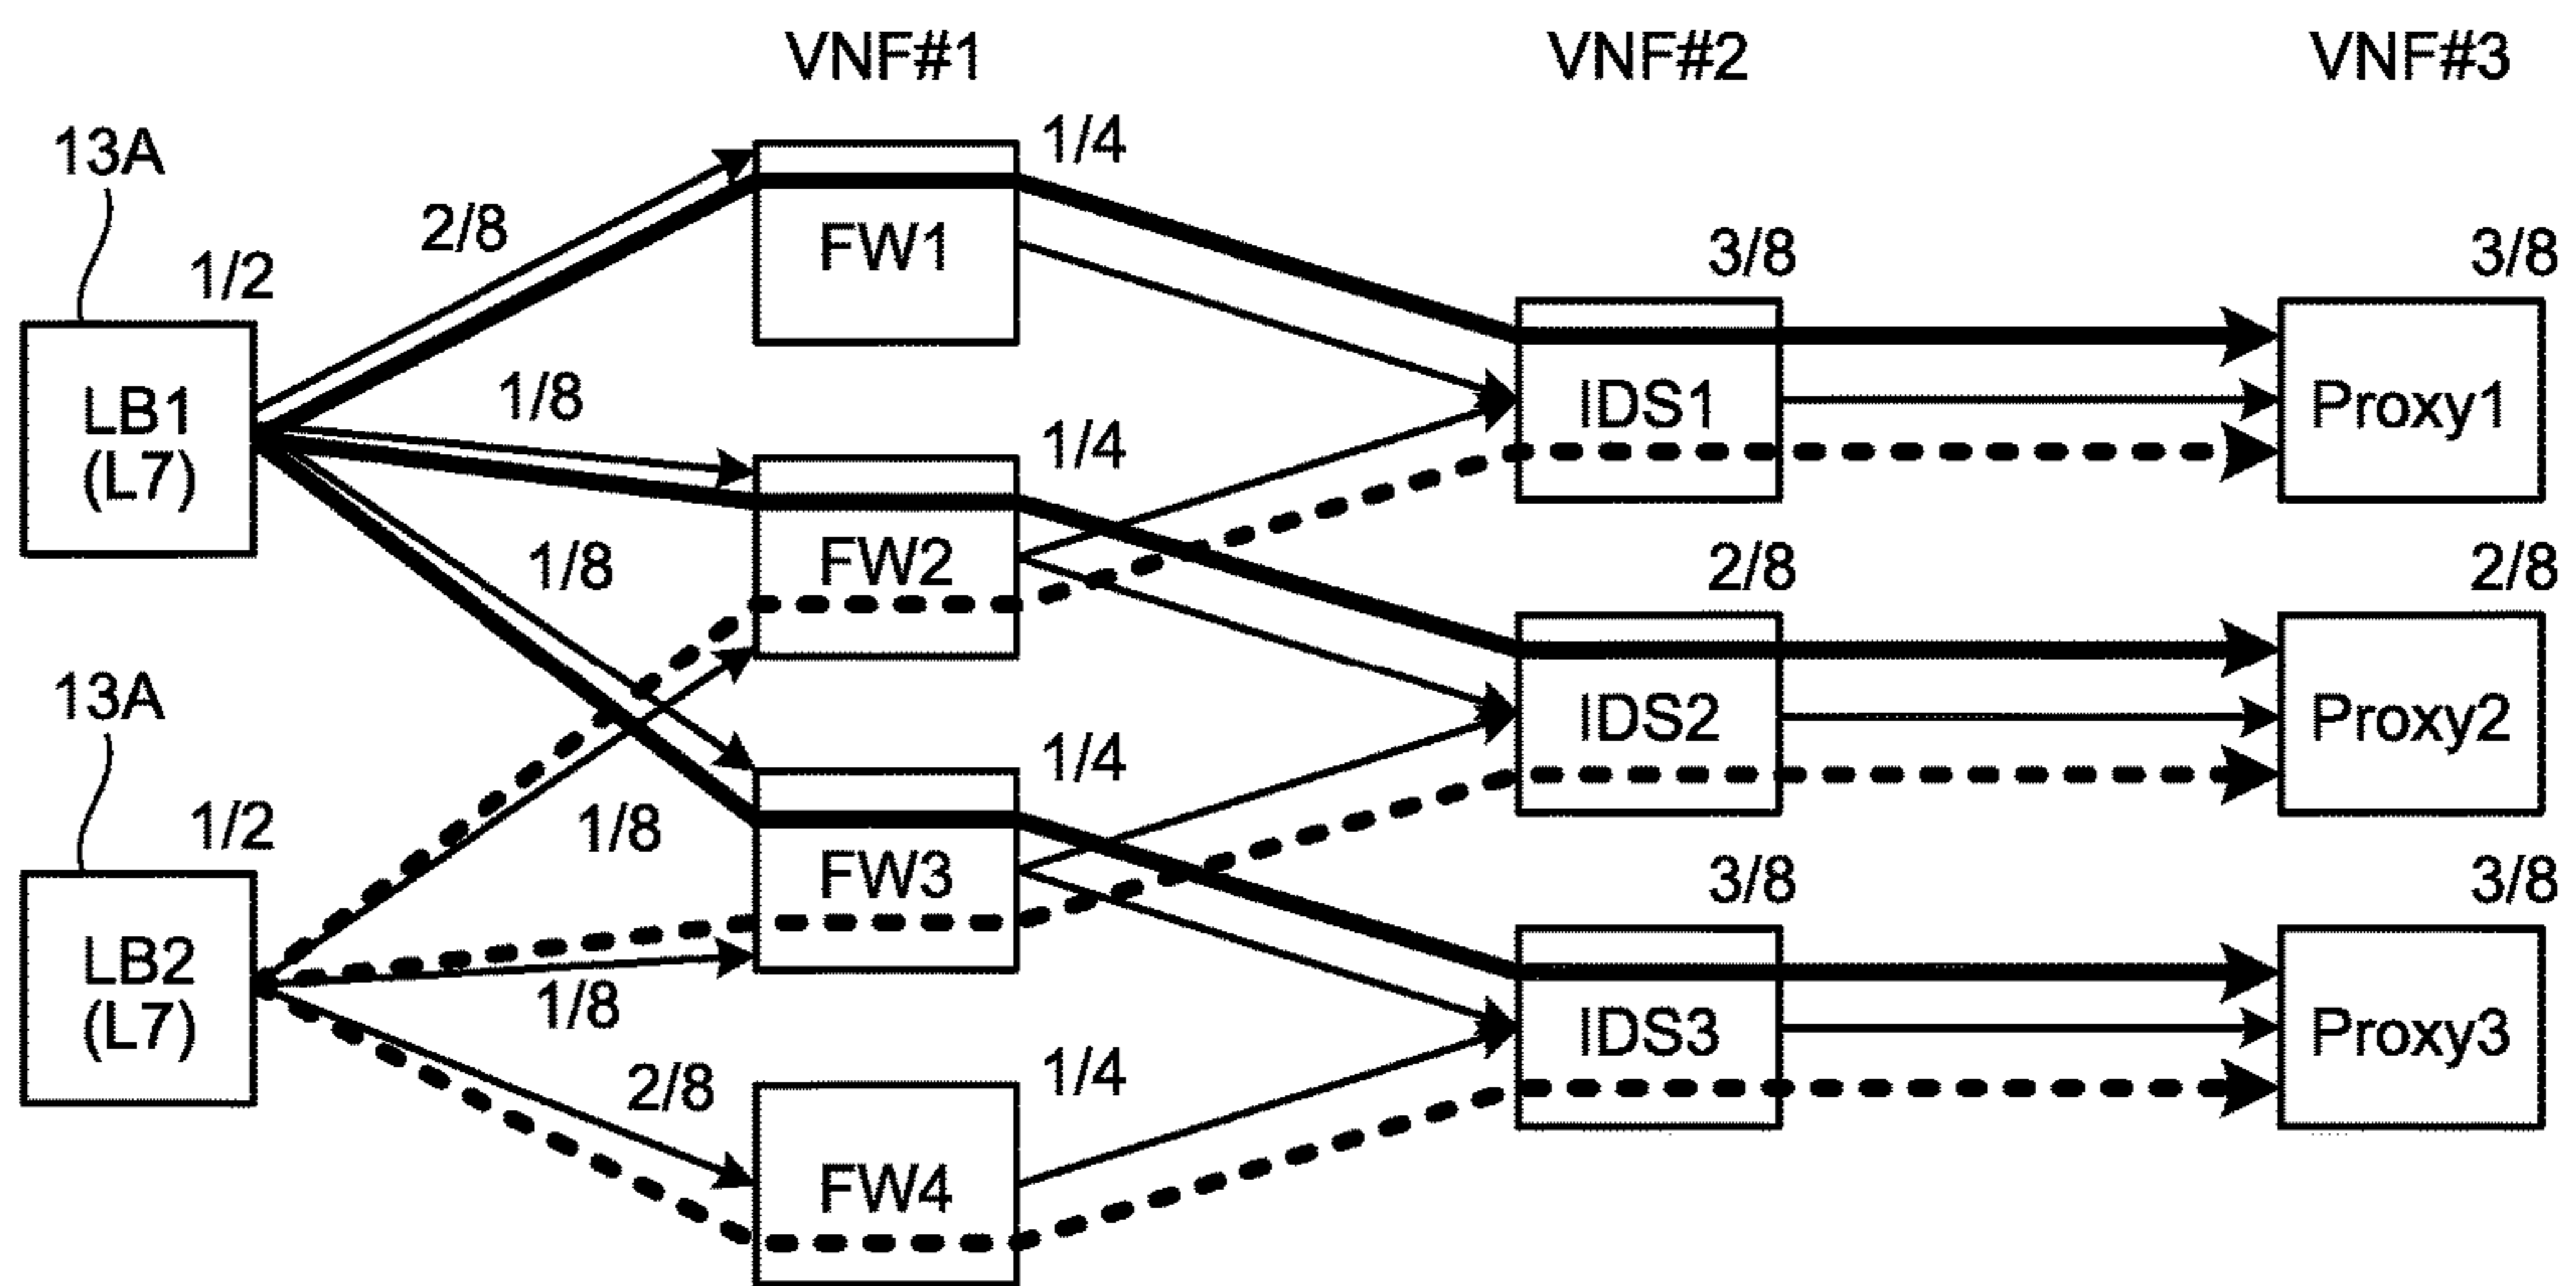 VNF#1
VNF#2
VNF#3
13A
1/2
2/8
1/8
1/8
LB1
(L7)
13A
1/2
1/8
1/8
2/8
LB2
(L7)
1/4
FW1
1/4
FW2
1/4
FW3
1/4
FW4
3/8
IDS1
2/8
IDS2
3/8
IDS3
3/8
Proxy1
2/8
Proxy2
3/8
Proxy3